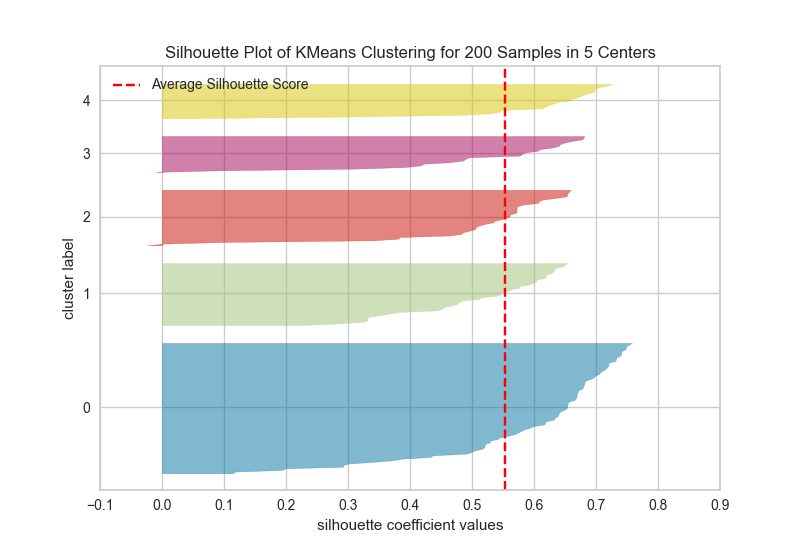 Silhouette Plot of KMeans Clustering for 200 Samples in 5 Centers
Average Silhouette Score
4
3
2
1
0
cluster label
−0.1 0.0 0.1 0.2 0.3 0.4 0.5 0.6 0.7 0.8 0.9
silhouette coefficient values